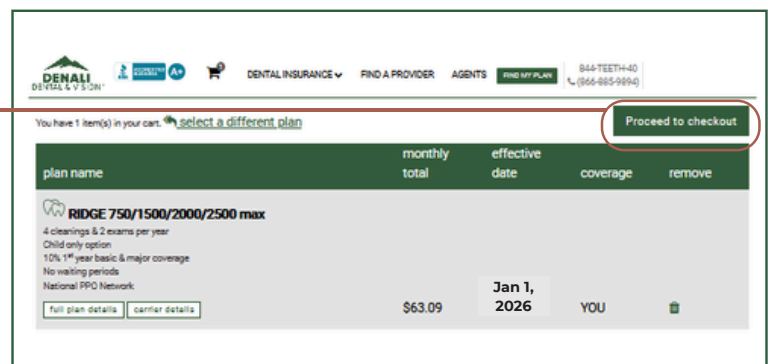 DENALI
DENTAL & VISION
ACCREDITED BUSINESS A+
DENTAL INSURANCE
FIND A PROVIDER
AGENTS
FIND MY PLAN
844-TEETH-40
(866-885-9894)
You have 1 item(s) in your cart. select a different plan
Proceed to checkout
plan name monthly total effective date coverage remove
RIDGE 750/1500/2000/2500 max
4 cleanings & 2 exams per year
Child only option
10% 1st year basic & major coverage
No waiting periods
National PPO Network
full plan details carrier details
$63.09 Jan 1, 2026 YOU